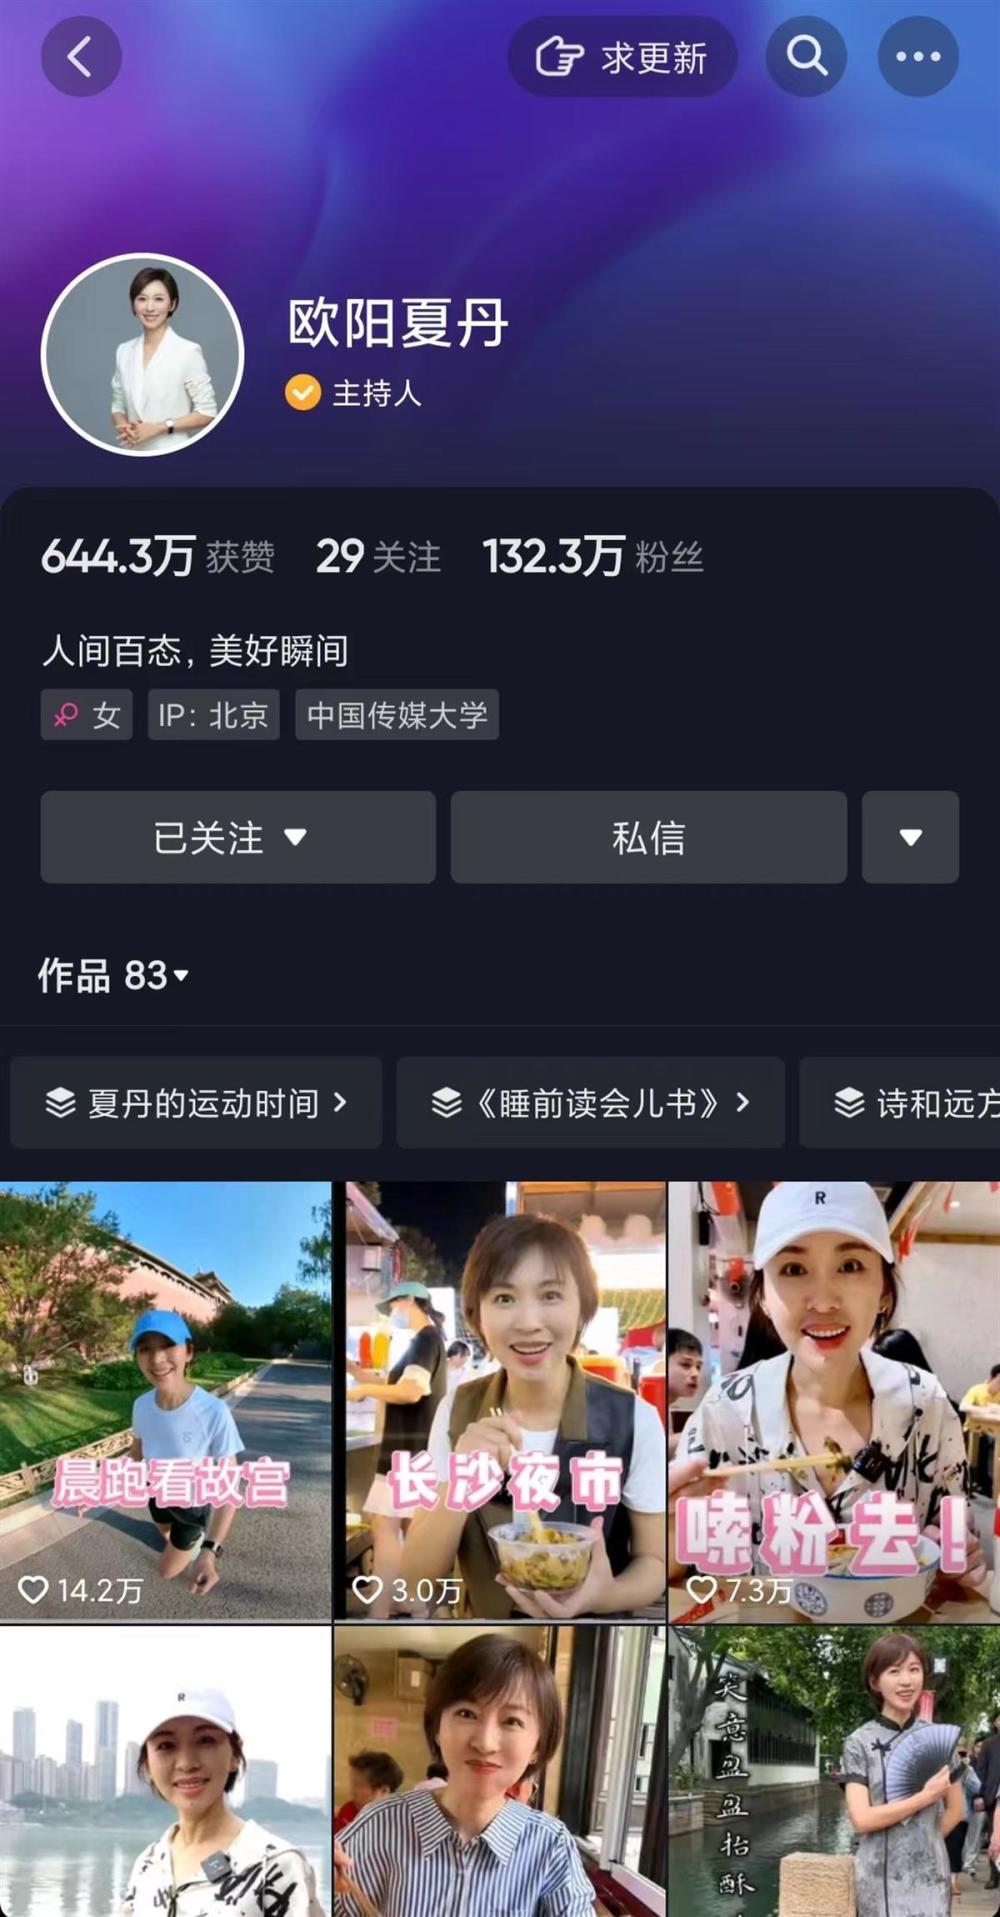 求更新
欧阳夏丹
主持人
644.3万 获赞 29 关注 132.3万 粉丝
人间百态，美好瞬间
女 IP：北京 中国传媒大学
已关注 私信
作品 83
夏丹的运动时间 《睡前读会儿书》 诗和远方
R
晨跑看故宫
长沙夜市
嗦粉去！
14.2万
3.0万
7.3万
R
笑意盈盈抬酥